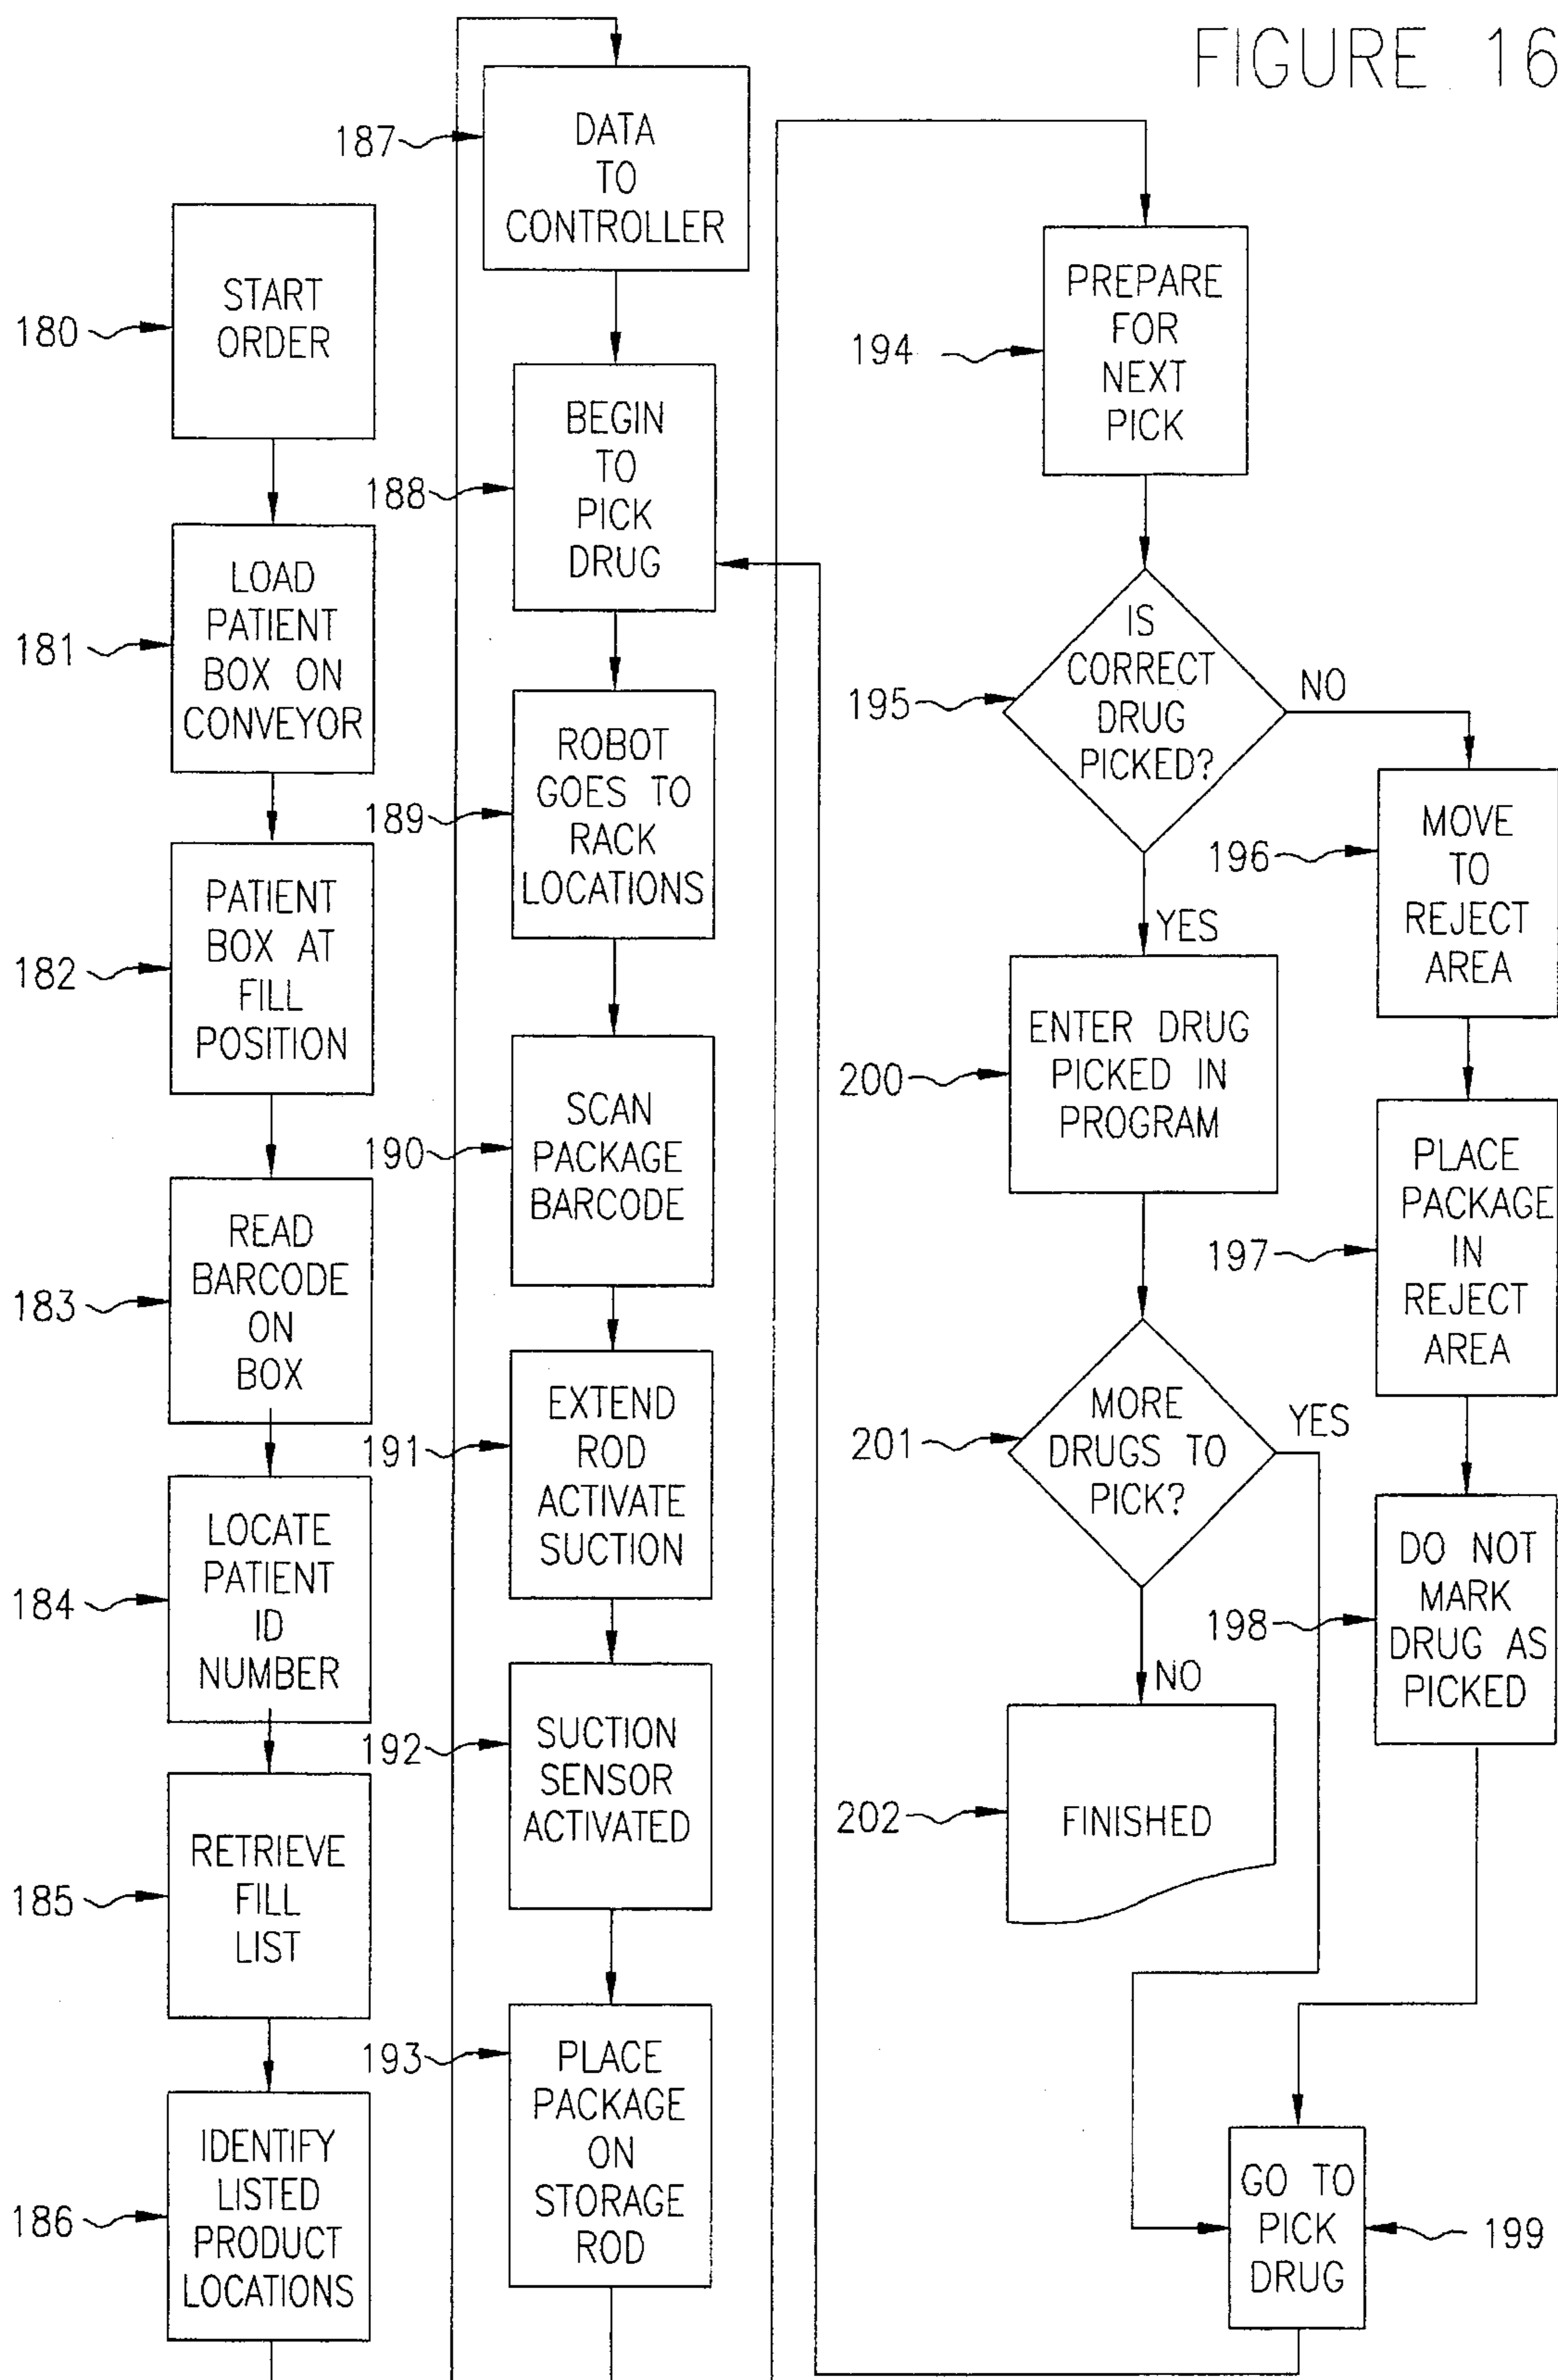 FIGURE 16
180
START
ORDER
181
LOAD
PATIENT
BOX ON
CONVEYOR
182
PATIENT
BOX AT
FILL
POSITION
183
READ
BARCODE
ON
BOX
184
LOCATE
PATIENT
ID
NUMBER
185
RETRIEVE
FILL
LIST
186
IDENTIFY
LISTED
PRODUCT
LOCATIONS
187
DATA
TO
CONTROLLER
188
BEGIN
TO
PICK
DRUG
189
ROBOT
GOES TO
RACK
LOCATIONS
190
SCAN
PACKAGE
BARCODE
191
EXTEND
ROD
ACTIVATE
SUCTION
192
SUCTION
SENSOR
ACTIVATED
193
PLACE
PACKAGE
ON
STORAGE
ROD
194
PREPARE
FOR
NEXT
PICK
195
IS
CORRECT
DRUG
PICKED?
NO
YES
196
MOVE
TO
REJECT
AREA
197
PLACE
PACKAGE
IN
REJECT
AREA
198
DO NOT
MARK
DRUG AS
PICKED
199
GO TO
PICK
DRUG
200
ENTER DRUG
PICKED IN
PROGRAM
201
MORE
DRUGS TO
PICK?
YES
NO
202
FINISHED